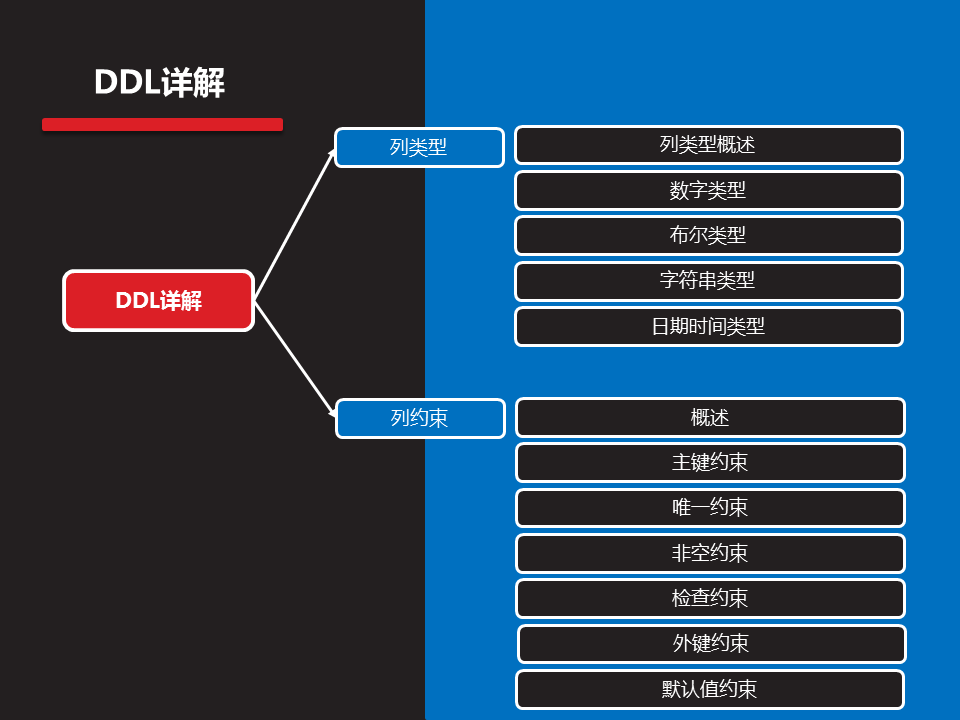 DDL详解
DDL详解
列类型
列类型概述
数字类型
布尔类型
字符串类型
日期时间类型
列约束
概述
主键约束
唯一约束
非空约束
检查约束
外键约束
默认值约束